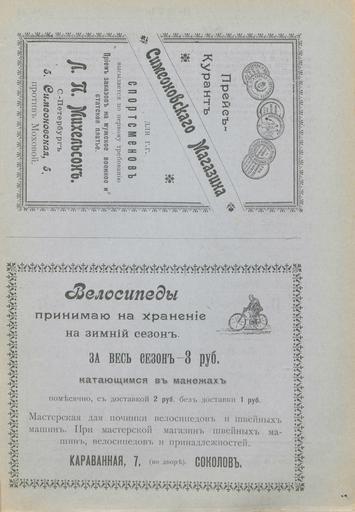 Прейсъ-
Курантъ
Симеоновскаго Магазина
для г.г.
спортсменовъ
высылается по первому требованію
Пріемъ заказовъ на мужское военное и
статское платье.
Л. П. Михельсонъ.
С.-Петербургъ
5. Симеоновская, 5.
противъ Моховой.
Велосипеды
принимаю на храненіе
на зимній сезонъ.
ЗА ВЕСЬ СЕЗОНЪ—3 руб.
катающимся въ манежахъ
помѣсячно, съ доставкой 2 руб. безъ доставки 1 руб.
Мастерская для починки велосипедовъ и швейныхъ
машинъ. При мастерской магазин швейныхъ ма-
шинъ, велосипедовъ и принадлежностей.
КАРАВАННАЯ, 7, (во дворѣ). СОКОЛОВЪ.